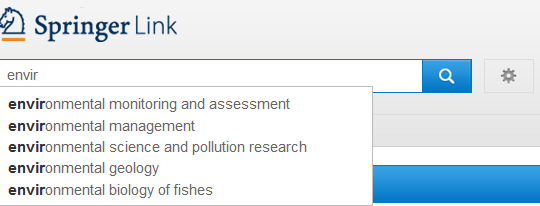 Springer Link
envir
environmental monitoring and assessment
environmental management
environmental science and pollution research
environmental geology
environmental biology of fishes